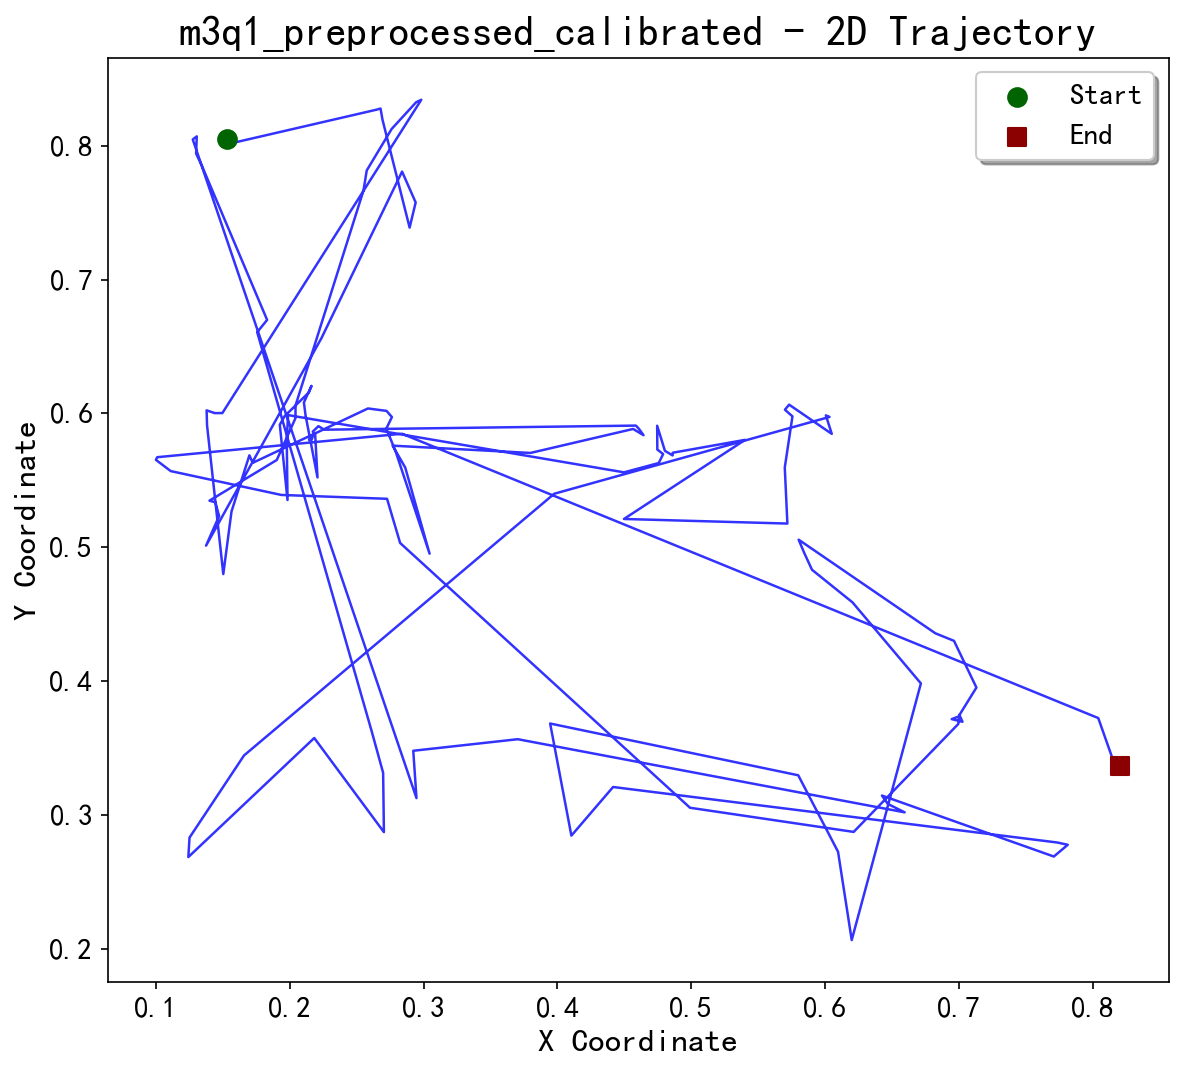 m3q1_preprocessed_calibrated - 2D Trajectory
Start
End
0.8
0.7
0.6
0.5
0.4
0.3
0.2
Y Coordinate
0.1 0.2 0.3 0.4 0.5 0.6 0.7 0.8
X Coordinate